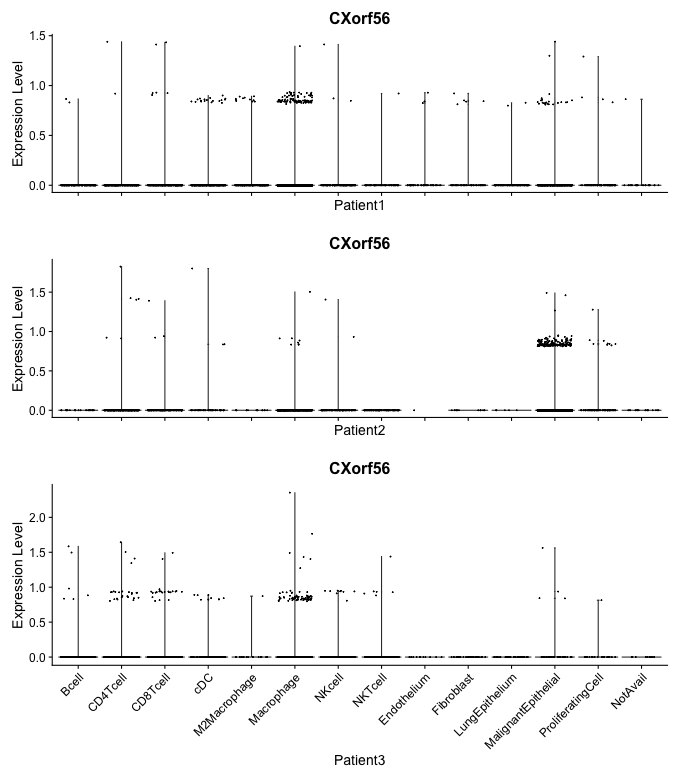 CXorf56
Expression Level
1.5
1.0
0.5
0.0
Patient1
CXorf56
Expression Level
1.5
1.0
0.5
0.0
Patient2
CXorf56
Expression Level
2.0
1.5
1.0
0.5
0.0
Bcell
CD4Tcell
CD8Tcell
cDC
M2Macrophage
Macrophage
NKcell
NKTcell
Endothelium
Fibroblast
LungEpithelium
MalignantEpithelial
ProliferatingCell
NotAvail
Patient3